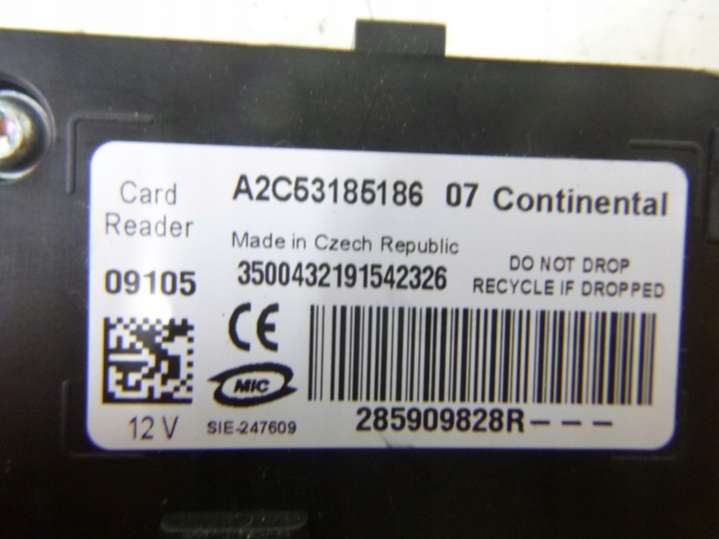 Card Reader
A2C53185186 07 Continental
Made in Czech Republic
09105
3500432191542326
DO NOT DROP
RECYCLE IF DROPPED
CE
MIC
12 V
SIE-247609
285909828R---